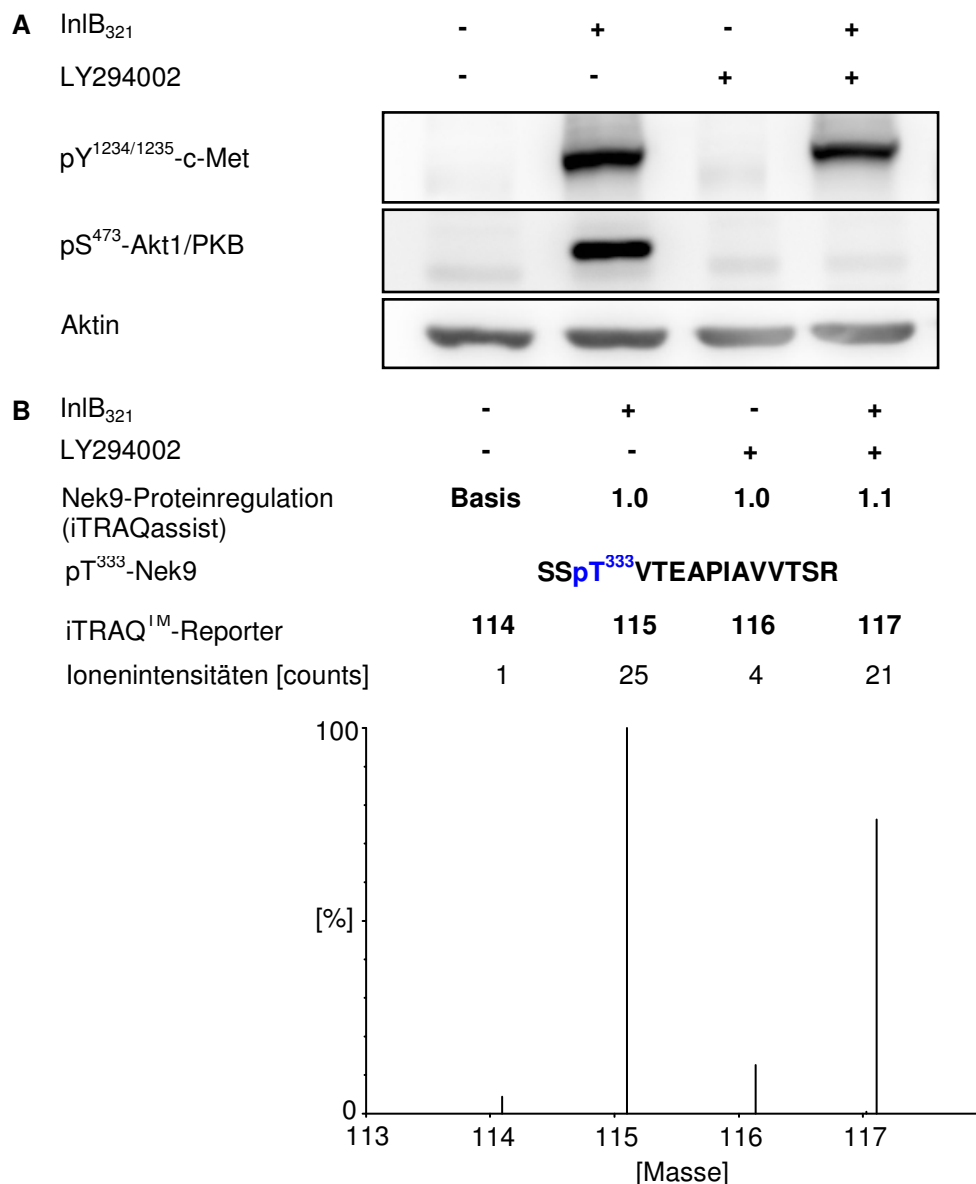 A InlB321 - + - +
LY294002 - - + +
pY1234/1235-c-Met
pS473-Akt1/PKB
Aktin
B InlB321 - + - +
LY294002 - - + +
Nek9-Proteinregulation Basis 1.0 1.0 1.1
(iTRAQassist)
pT333-Nek9 SSpT333VTEAPIAVVTSR
iTRAQTM-Reporter 114 115 116 117
Ionenintensitäten [counts] 1 25 4 21
100
[%]
0
113 114 115 116 117
[Masse]